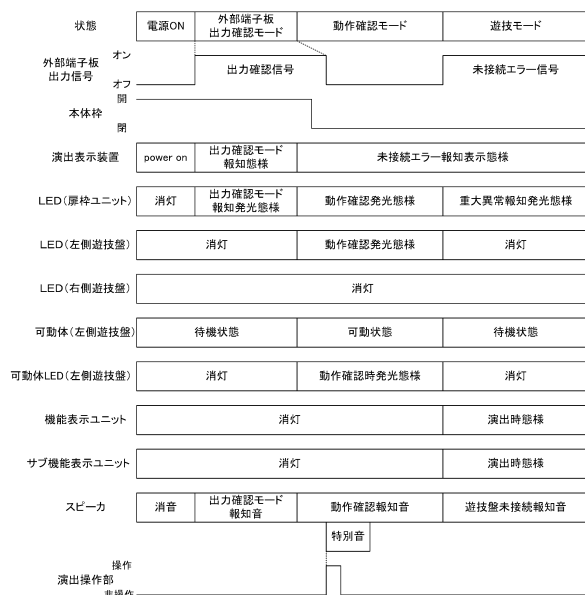 状態
電源ON
外部端子板
出力確認モード
動作確認モード
遊技モード
外部端子板
出力信号
オン
オフ
出力確認信号
未接続エラー信号
本体枠
開
閉
演出表示装置
power on
出力確認モード
報知態様
未接続エラー報知表示態様
LED(扉枠ユニット)
消灯
出力確認モード
報知発光態様
動作確認発光態様
重大異常報知発光態様
LED(左側遊技盤)
消灯
動作確認発光態様
消灯
LED(右側遊技盤)
消灯
可動体(左側遊技盤)
待機状態
可動状態
待機状態
可動体LED(左側遊技盤)
消灯
動作確認時発光態様
消灯
機能表示ユニット
消灯
演出時態様
サブ機能表示ユニット
消灯
演出時態様
スピーカ
消音
出力確認モード
報知音
動作確認報知音
遊技盤未接続報知音
特別音
演出操作部
操作
非操作